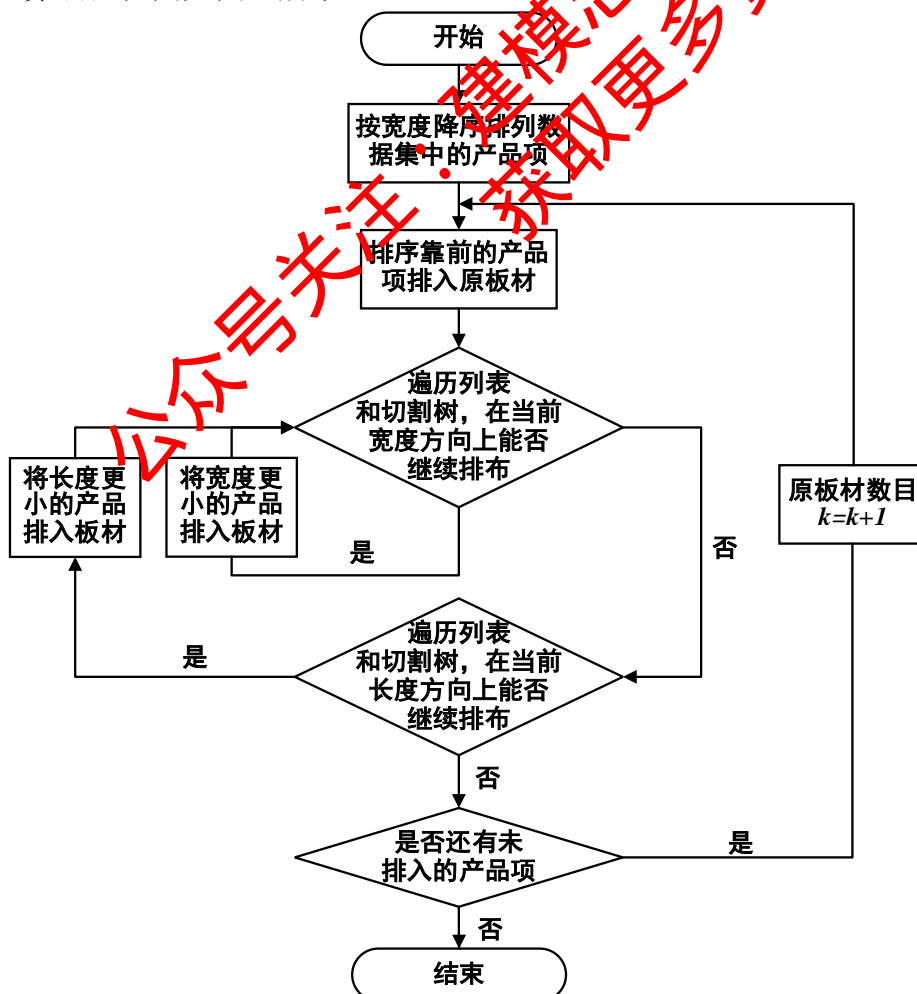 开始
按宽度降序排列数
据集中的产品项
排序靠前的产品
项排入原板材
遍历列表
和切割树，在当前
宽度方向上能否
继续排布
将长度更
小的产品
排入板材
将宽度更
小的产品
排入板材
是
否
原板材数目
k=k+1
遍历列表
和切割树，在当前
长度方向上能否
继续排布
是
否
是否还有未
排入的产品项
是
否
结束
公众号关注：建模
获取更多